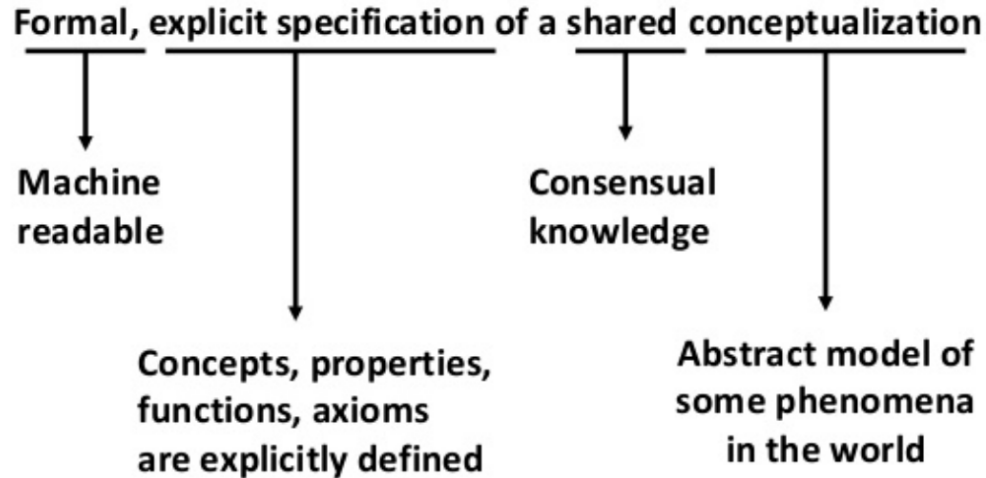 Formal, explicit specification of a shared conceptualization
Machine
readable
Consensual
knowledge
Concepts, properties,
functions, axioms
are explicitly defined
Abstract model of
some phenomena
in the world